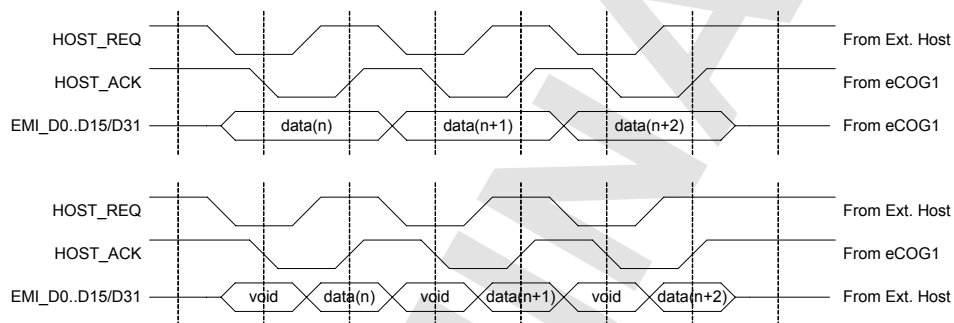 HOST_REQ From Ext. Host
HOST_ACK From eCOG1
EMI_D0..D15/D31 data(n) data(n+1) data(n+2) From eCOG1
HOST_REQ From Ext. Host
HOST_ACK From eCOG1
EMI_D0..D15/D31 void data(n) void data(n+1) void data(n+2) From Ext. Host